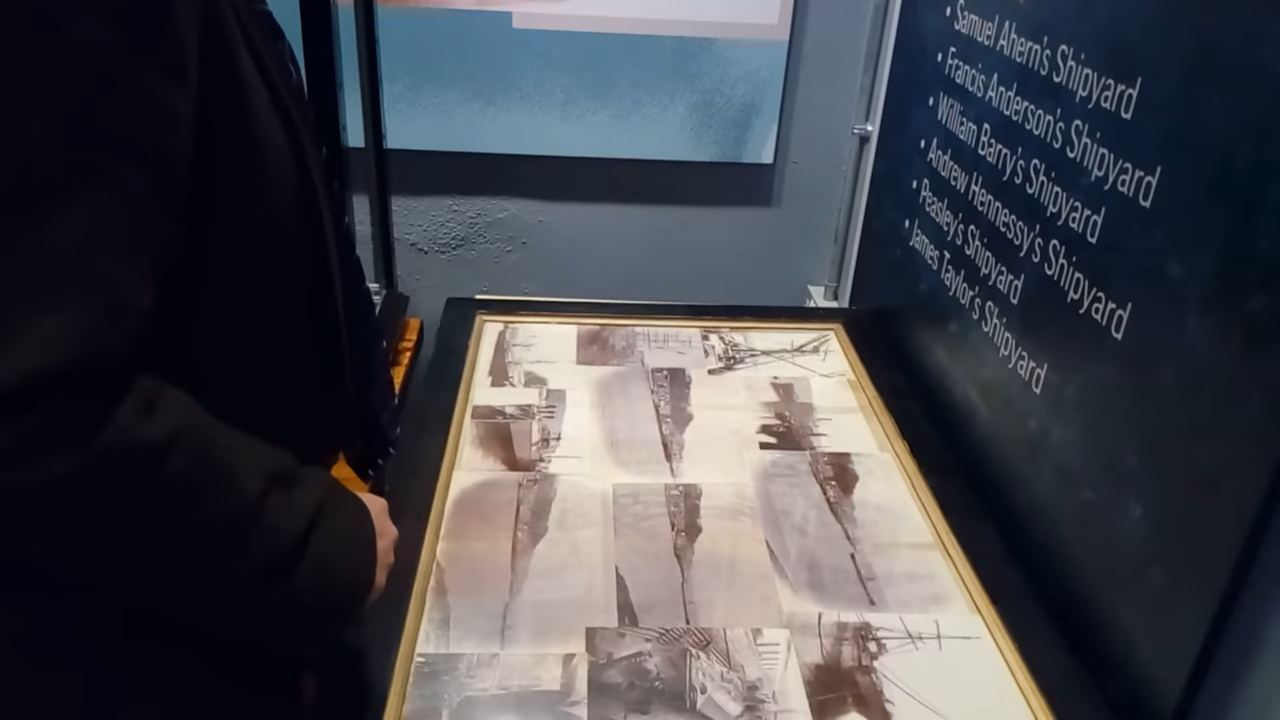 • Samuel Ahern's Shipyard
• Francis Anderson's Shipyard
• William Barry's Shipyard
• Andrew Hennessy's Shipyard
• Peasley's Shipyard
• James Taylor's Shipyard